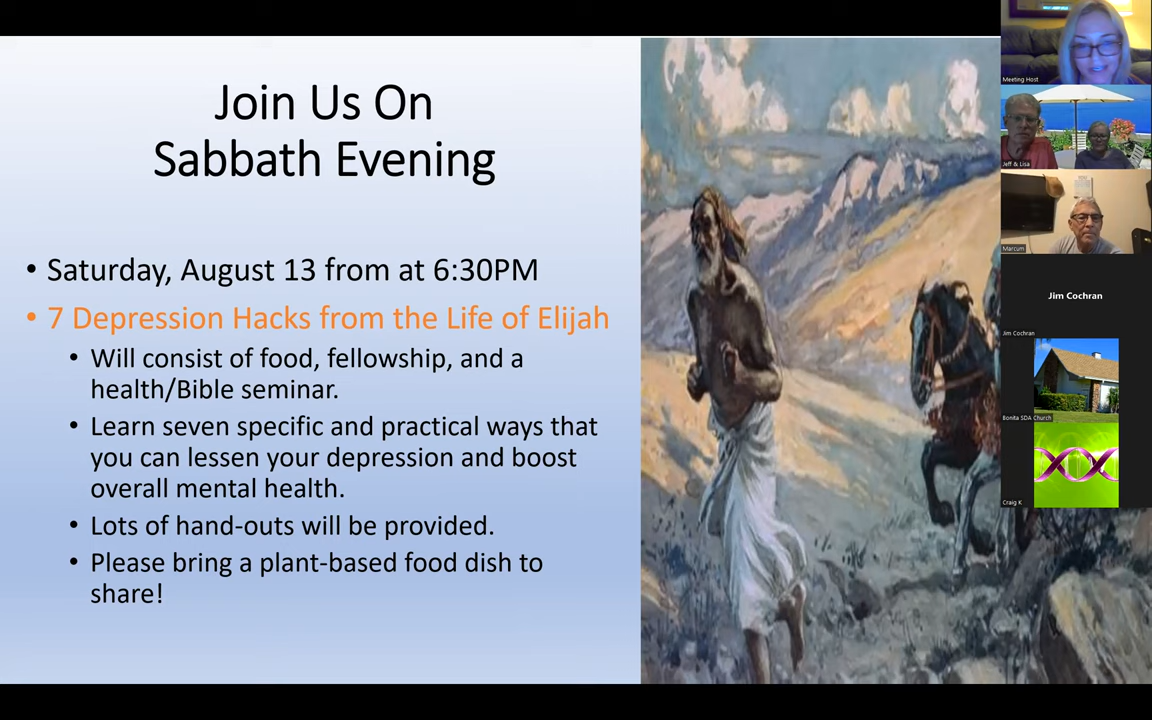 Join Us On
Sabbath Evening
• Saturday, August 13 from at 6:30PM
• 7 Depression Hacks from the Life of Elijah
• Will consist of food, fellowship, and a
health/Bible seminar.
• Learn seven specific and practical ways that
you can lessen your depression and boost
overall mental health.
• Lots of hand-outs will be provided.
• Please bring a plant-based food dish to
share!
Meeting Host
Jeff & Lisa
Marcum
Jim Cochran
Jim Cochran
Bonita SDA Church
Craig K